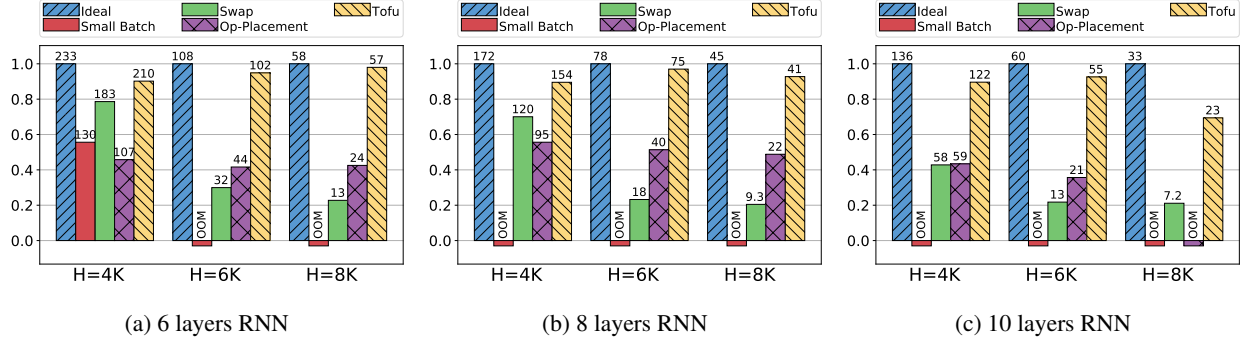 Ideal Swap Tofu
Small Batch Op-Placement
1.0
0.8
0.6
0.4
0.2
0.0
233 130 183 107 210
108 OOM 32 44 102
58 OOM 13 24 57
H=4K H=6K H=8K
(a) 6 layers RNN
Ideal Swap Tofu
Small Batch Op-Placement
1.0
0.8
0.6
0.4
0.2
0.0
172 OOM 120 95 154
78 OOM 18 40 75
45 OOM 9.3 22 41
H=4K H=6K H=8K
(b) 8 layers RNN
Ideal Swap Tofu
Small Batch Op-Placement
1.0
0.8
0.6
0.4
0.2
0.0
136 OOM 58 59 122
60 OOM 13 21 55
33 OOM 7.2 OOM 23
H=4K H=6K H=8K
(c) 10 layers RNN